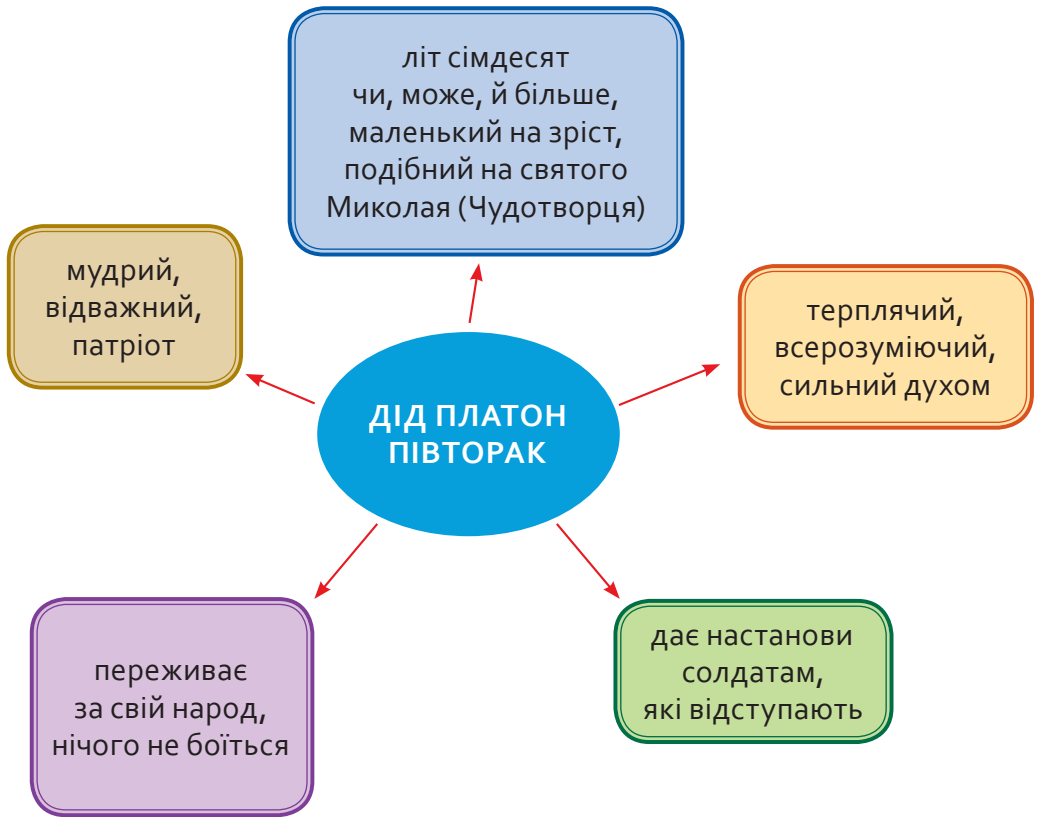 літ сімдесят
чи, може, й більше,
маленький на зріст,
подібний на святого
Миколая (Чудотворця)
мудрий,
відважний,
патріот
терплячий,
всерозуміючий,
сильний духом
ДІД ПЛАТОН
ПІВТОРАК
переживає
за свій народ,
нічого не боїться
дає настанови
солдатам,
які відступають